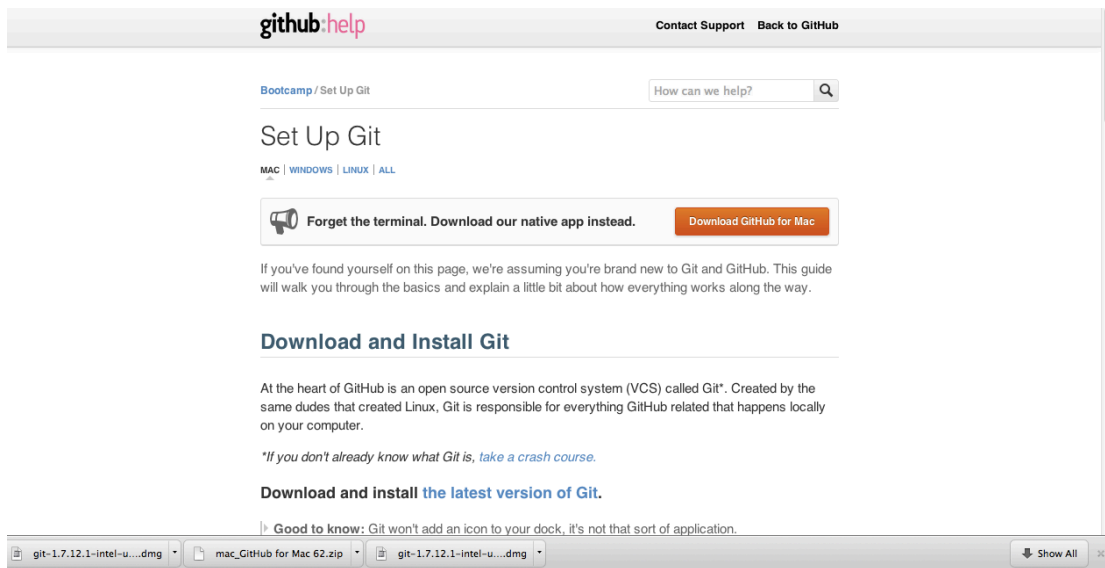 github:help
Contact Support Back to GitHub
Bootcamp / Set Up Git
How can we help?
Set Up Git
MAC | WINDOWS | LINUX | ALL
Forget the terminal. Download our native app instead.
Download GitHub for Mac
If you've found yourself on this page, we're assuming you're brand new to Git and GitHub. This guide
will walk you through the basics and explain a little bit about how everything works along the way.
Download and Install Git
At the heart of GitHub is an open source version control system (VCS) called Git*. Created by the
same dudes that created Linux, Git is responsible for everything GitHub related that happens locally
on your computer.
*If you don't already know what Git is, take a crash course.
Download and install the latest version of Git.
Good to know: Git won't add an icon to your dock, it's not that sort of application.
git-1.7.12.1-intel-u....dmg
mac_GitHub for Mac 62.zip
git-1.7.12.1-intel-u....dmg
Show All